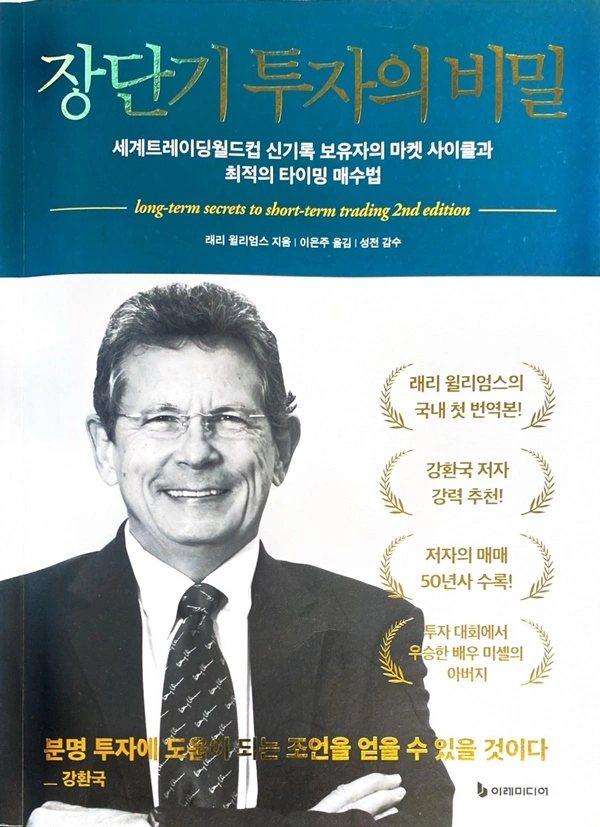 장단기 투자의 비밀
세계트레이딩월드컵 신기록 보유자의 마켓 사이클과
최적의 타이밍 매수법
long-term secrets to short-term trading 2nd edition
래리 윌리엄스 지음 | 이은주 옮김 | 성전 감수
래리 윌리엄스의
국내 첫 번역본!
강환국 저자
강력 추천!
저자의 매매
50년사 수록!
투자 대회에서
우승한 배우 미셸의
아버지
분명 투자에 도움이 되는 조언을 얻을 수 있을 것이다
_ 강환국
이레미디어